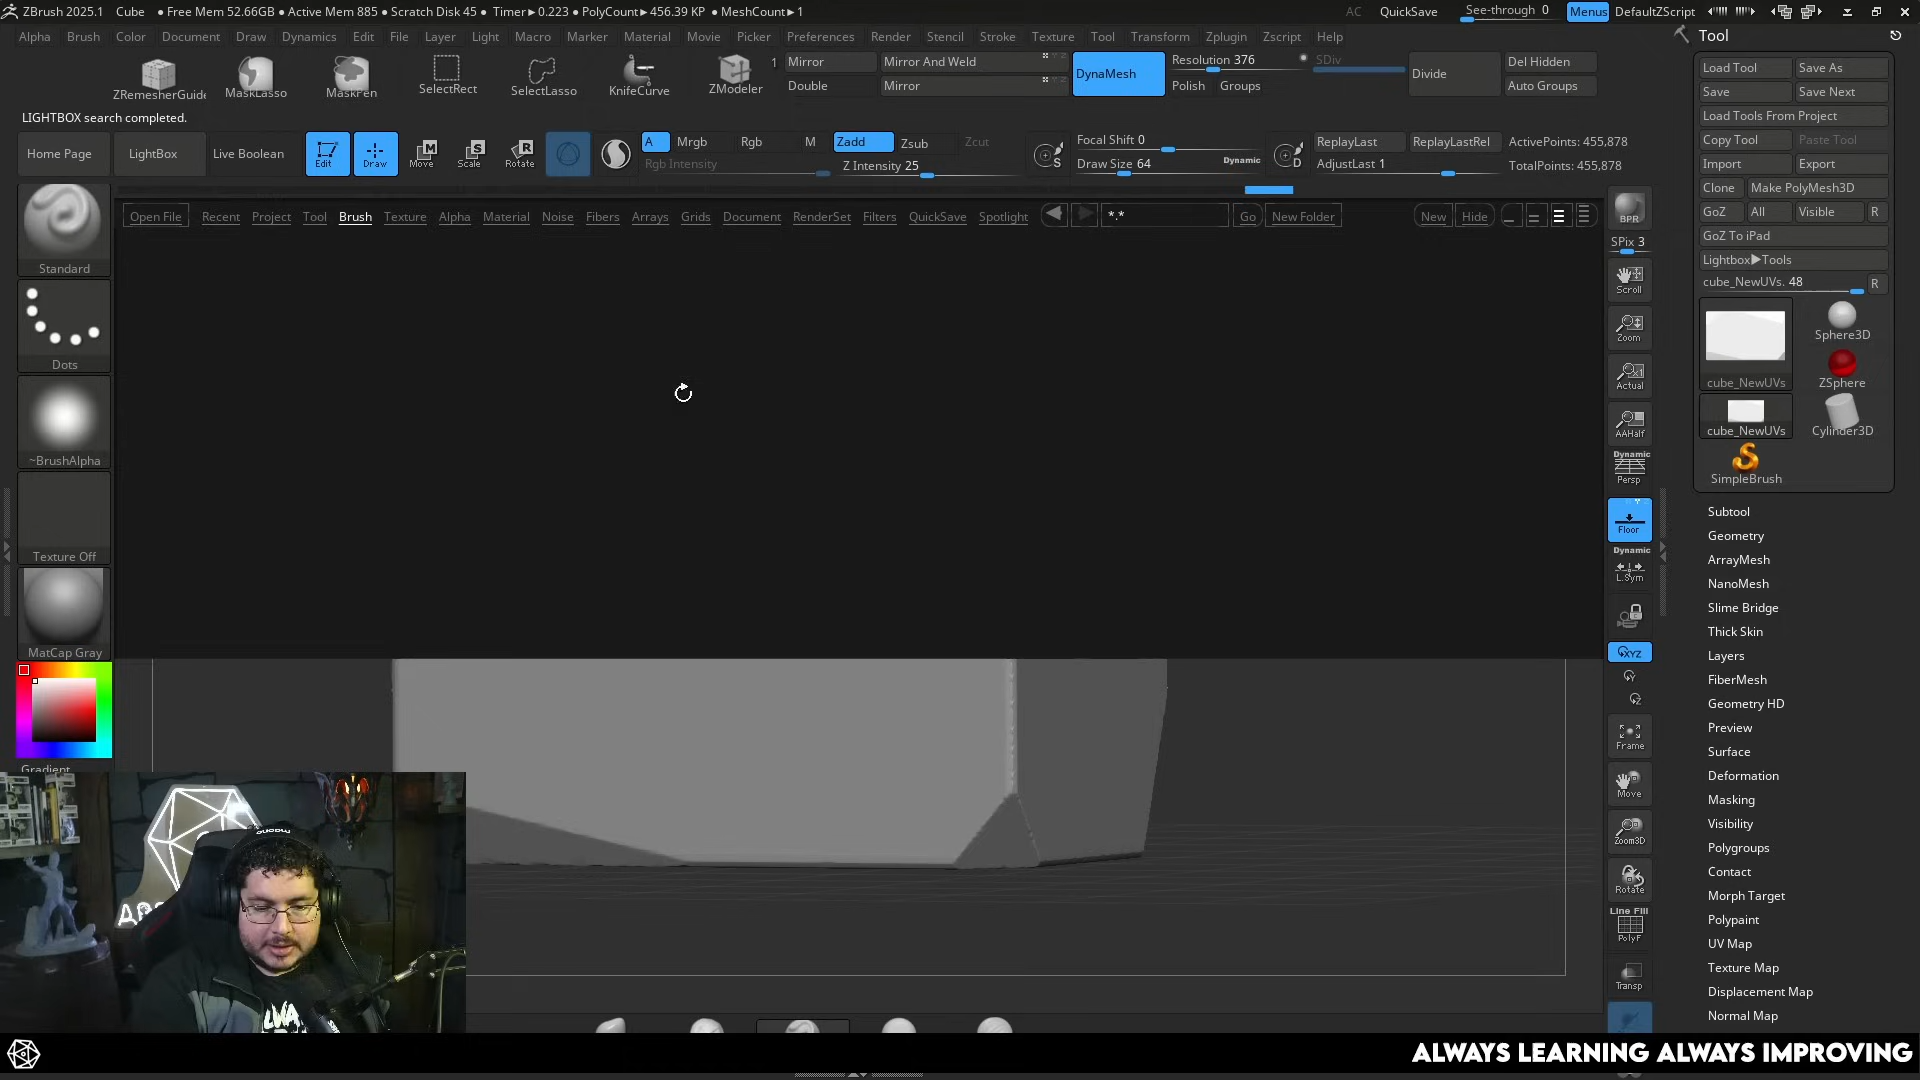 ZBrush 2025.1 Cube ● Free Mem 52.66GB ● Active Mem 885 ● Scratch Disk 45 ● Timer►0.223 ● PolyCount►456.39 KP ● MeshCount►1 AC QuickSave See-through 0 Menus DefaultZScript
Alpha Brush Color Document Draw Dynamics Edit File Layer Light Macro Marker Material Movie Picker Preferences Render Stencil Stroke Texture Tool Transform Zplugin Zscript Help
ZRemesherGuide MaskLasso MaskPen SelectRect SelectLasso KnifeCurve ZModeler
1 Mirror Mirror And Weld
Double Mirror
DynaMesh Resolution 376 SDiv Divide Del Hidden
Polish Groups Auto Groups
LIGHTBOX search completed.
Home Page LightBox Live Boolean Edit Draw Move Scale Rotate
M S R
A Mrgb Rgb M Zadd Zsub Zcut
Rgb Intensity Z Intensity 25
S Focal Shift 0
Draw Size 64 Dynamic
D ReplayLast ReplayLastRel ActivePoints: 455,878
AdjustLast 1 TotalPoints: 455,878
Open File Recent Project Tool Brush Texture Alpha Material Noise Fibers Arrays Grids Document RenderSet Filters QuickSave Spotlight *.* Go New Folder New Hide
Standard
Dots
~BrushAlpha
Texture Off
MatCap Gray
Gradient
BPR
SPix 3
Scroll
Zoom
Actual
AAHalf
Dynamic
Persp
Floor
Dynamic
L.Sym
XYZ
Y
Z
Frame
Move
Zoom3D
Rotate
Line Fill
PolyF
Transp
Tool
Load Tool Save As
Save Save Next
Load Tools From Project
Copy Tool Paste Tool
Import Export
Clone Make PolyMesh3D
GoZ All Visible R
GoZ To iPad
Lightbox►Tools
cube_NewUVs. 48 R
cube_NewUVs Sphere3D
ZSphere
cube_NewUVs Cylinder3D
SimpleBrush
Subtool
Geometry
ArrayMesh
NanoMesh
Slime Bridge
Thick Skin
Layers
FiberMesh
Geometry HD
Preview
Surface
Deformation
Masking
Visibility
Polygroups
Contact
Morph Target
Polypaint
UV Map
Texture Map
Displacement Map
Normal Map
ALWAYS LEARNING ALWAYS IMPROVING